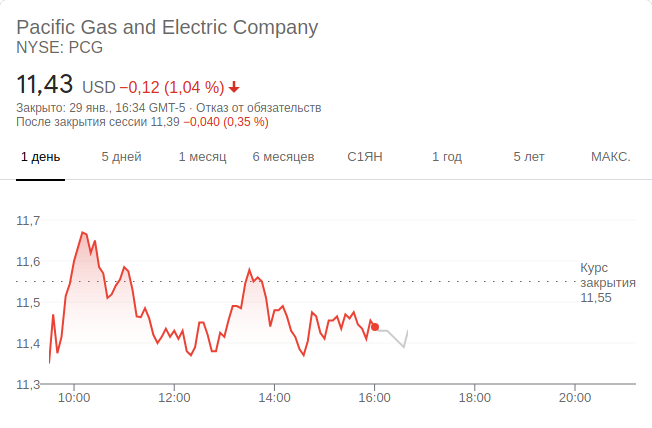 Pacific Gas and Electric Company
NYSE: PCG
11,43 USD −0,12 (1,04 %)
Закрыто: 29 янв., 16:34 GMT-5 · Отказ от обязательств
После закрытия сессии 11,39 −0,040 (0,35 %)
1 день 5 дней 1 месяц 6 месяцев С1ЯН 1 год 5 лет МАКС.
11,7
11,6
11,5
11,4
11,3
Курс
закрытия
11,55
10:00 12:00 14:00 16:00 18:00 20:00